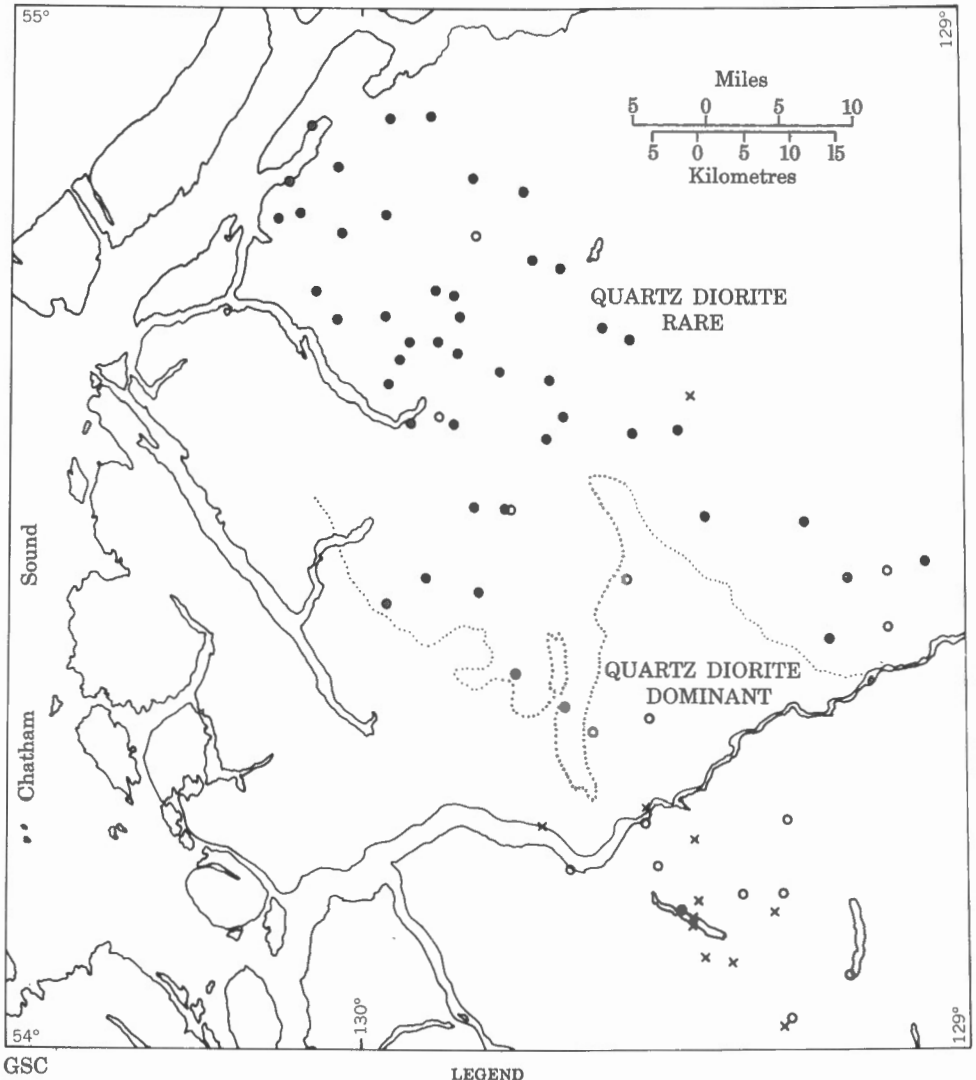 55°
129°
Miles
5 0 5 10
5 0 5 10 15
Kilometres
QUARTZ DIORITE
RARE
Chatham Sound
QUARTZ DIORITE
DOMINANT
54°
130°
129°
GSC
LEGEND